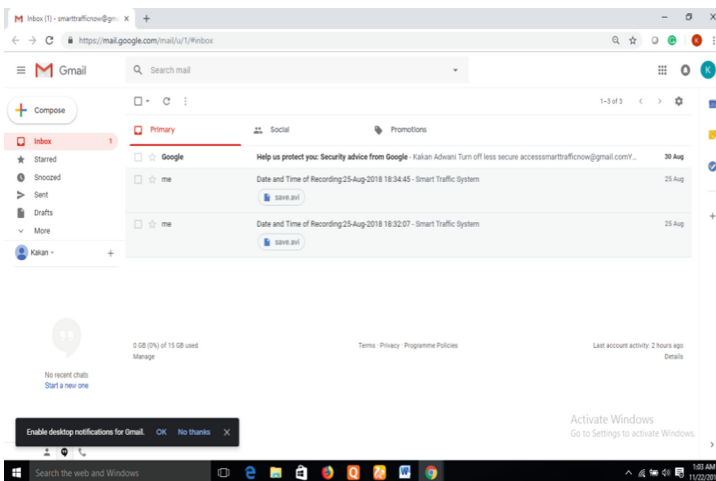 Inbox (1) - smarttrafficnow@gm
https://mail.google.com/mail/u/1/#inbox
Gmail
Search mail
Compose
1–3 of 3
Primary
Social
Promotions
Inbox 1
Starred
Snoozed
Sent
Drafts
More
Kakan
Google Help us protect you: Security advice from Google - Kakan Adwani Turn off less secure accesssmarttrafficnow@gmail.comY... 30 Aug
me Date and Time of Recording:25-Aug-2018 18:34:45 - Smart Traffic System 25 Aug
save.avi
me Date and Time of Recording:25-Aug-2018 18:32:07 - Smart Traffic System 25 Aug
save.avi
0 GB (0%) of 15 GB used
Manage
Terms · Privacy · Programme Policies
Last account activity: 2 hours ago
Details
No recent chats
Start a new one
Enable desktop notifications for Gmail. OK No thanks X
Activate Windows
Go to Settings to activate Windows.
Search the web and Windows
1:03 AM
11/22/201